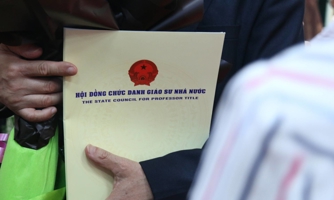 HỘI ĐỒNG CHỨC DANH GIÁO SƯ NHÀ NƯỚC
THE STATE COUNCIL FOR PROFESSOR TITLE